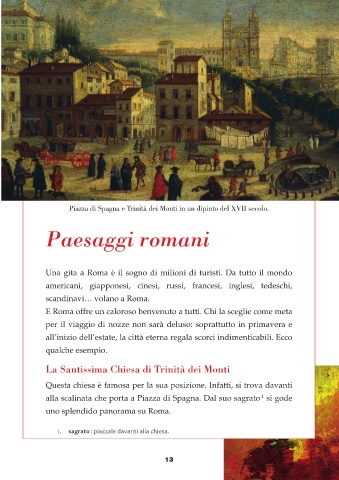 Piazza di Spagna e Trinità dei Monti in un dipinto del XVII secolo.
Paesaggi romani
Una gita a Roma è il sogno di milioni di turisti. Da tutto il mondo
americani, giapponesi, cinesi, russi, francesi, inglesi, tedeschi,
scandinavi… volano a Roma.
E Roma offre un caloroso benvenuto a tutti. Chi la sceglie come meta
per il viaggio di nozze non sarà deluso: soprattutto in primavera e
all'inizio dell'estate, la città eterna regala scorci indimenticabili. Ecco
qualche esempio.
La Santissima Chiesa di Trinità dei Monti
Questa chiesa è famosa per la sua posizione. Infatti, si trova davanti
alla scalinata che porta a Piazza di Spagna. Dal suo sagrato¹ si gode
uno splendido panorama su Roma.
1. sagrato : piazzale davanti alla chiesa.
13